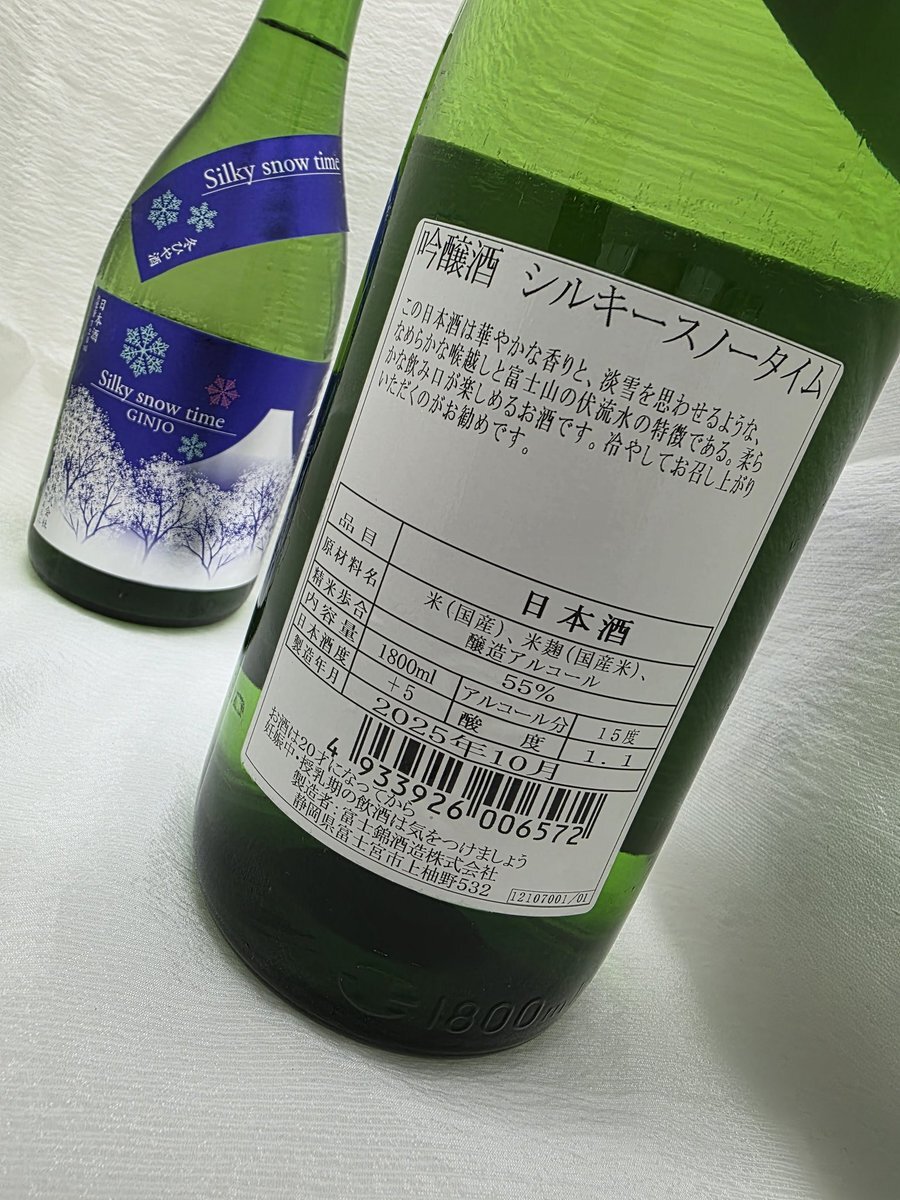 Silky snow time
冬ひや酒
日本酒
Silky snow time
GINJO
吟醸酒 シルキースノータイム
この日本酒は華やかな香りと、淡雪を思わせるような、
なめらかな喉越しと富士山の伏流水の特徴である。柔ら
かな飲み口が楽しめるお酒です。冷やしてお召し上がり
いただくのがお勧めです。
品目 日本酒
原材料名 米(国産)、米麹(国産米)、
醸造アルコール
精米歩合 55%
内容量 1800ml アルコール分 15度
日本酒度 +5 酸度 1.1
製造年月 2025年10月
4 933926 006572
お酒は20才になってから
妊娠中・授乳期の飲酒は気をつけましょう
製造者:富士錦酒造株式会社
静岡県富士宮市上柚野532
12107001/01
1800m